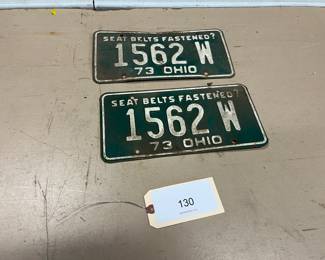 SEAT BELTS FASTENED?
1562 W
73 OHIO
SEAT BELTS FASTENED?
1562 W
73 OHIO
130